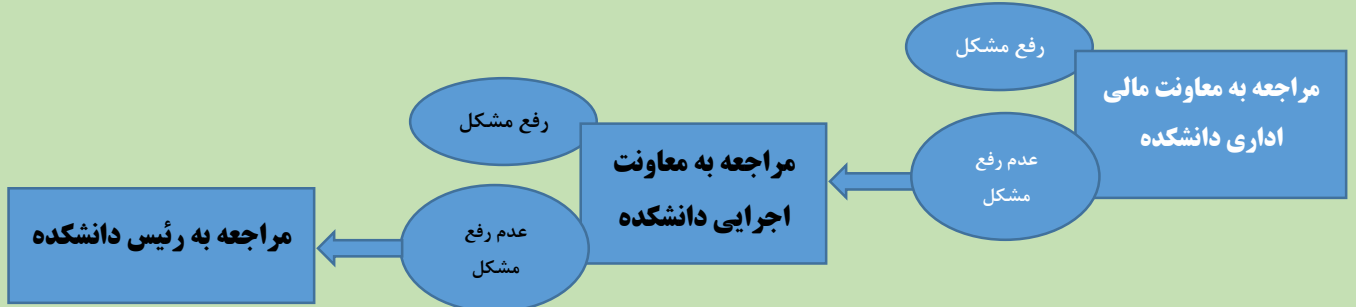 رفع مشکل
مراجعه به معاونت مالی
اداری دانشکده
عدم رفع
مشکل
رفع مشکل
مراجعه به معاونت
اجرایی دانشکده
عدم رفع
مشکل
مراجعه به رئیس دانشکده